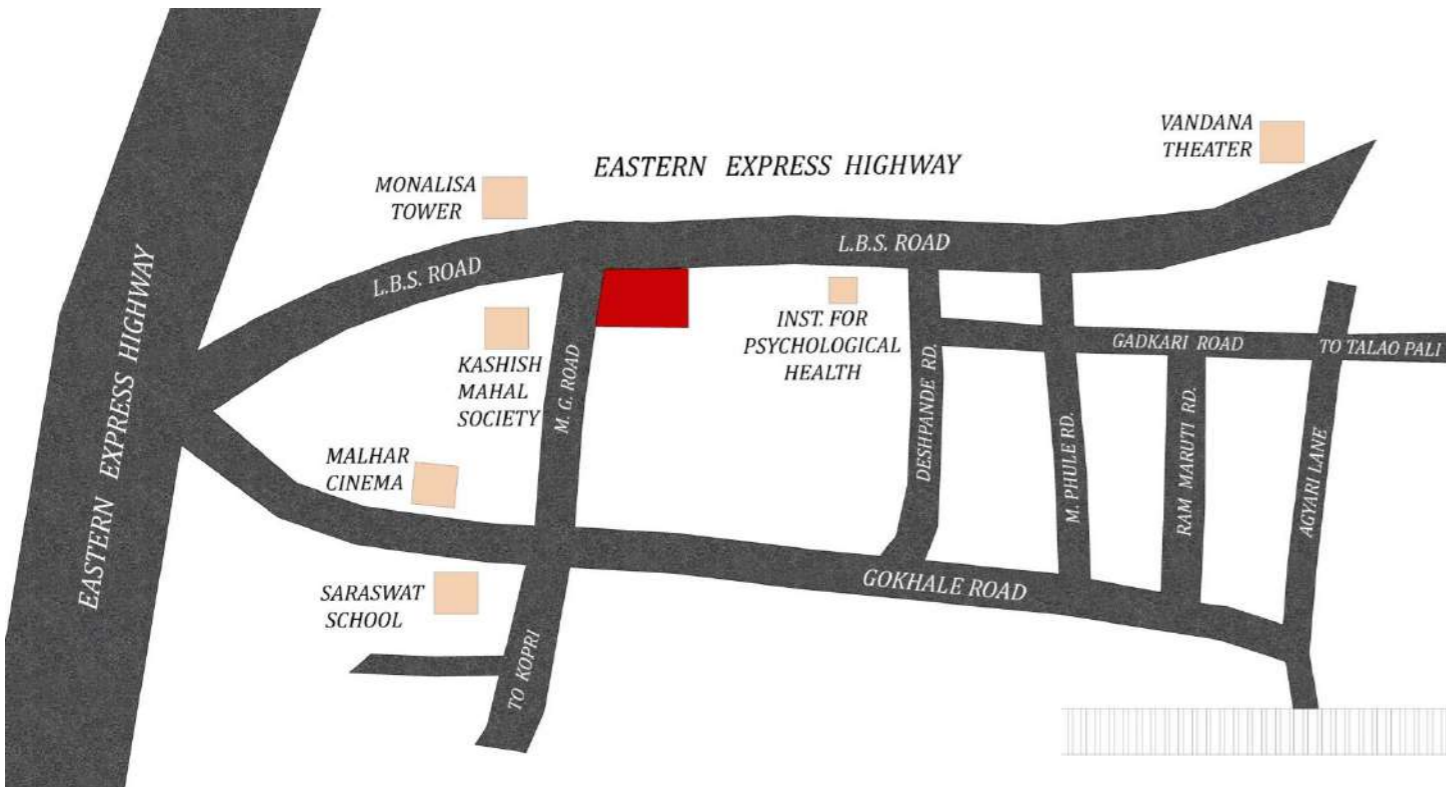 VANDANA
THEATER
EASTERN EXPRESS HIGHWAY
MONALISA
TOWER
L.B.S. ROAD
L.B.S. ROAD
EASTERN EXPRESS HIGHWAY
INST. FOR
PSYCHOLOGICAL
HEALTH
GADKARI ROAD
TO TALAO PALI
KASHISH
MAHAL
SOCIETY
M. G. ROAD
DESHPANDE RD.
M. PHULE RD.
RAM MARUTI RD.
AGYARI LANE
MALHAR
CINEMA
GOKHALE ROAD
SARASWAT
SCHOOL
TO KOPRI